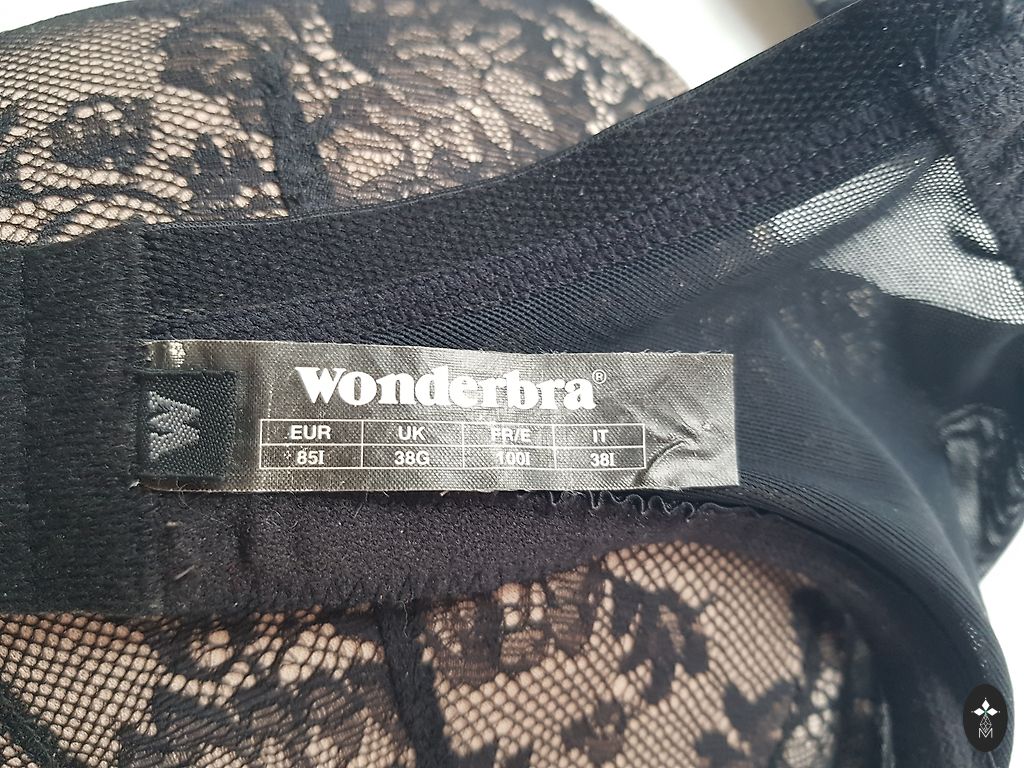 W
Wonderbra®
EUR UK FR/E IT
85I 38G 100I 38I
M